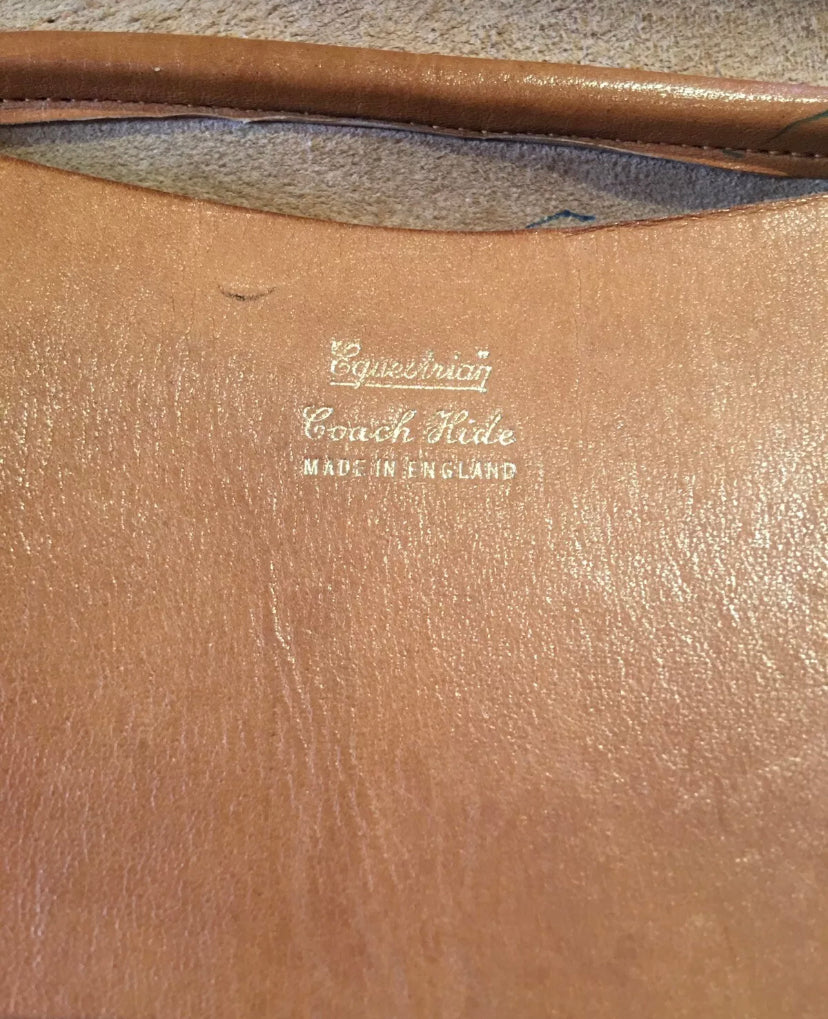 "Equestrian"
Coach Hide
MADE IN ENGLAND